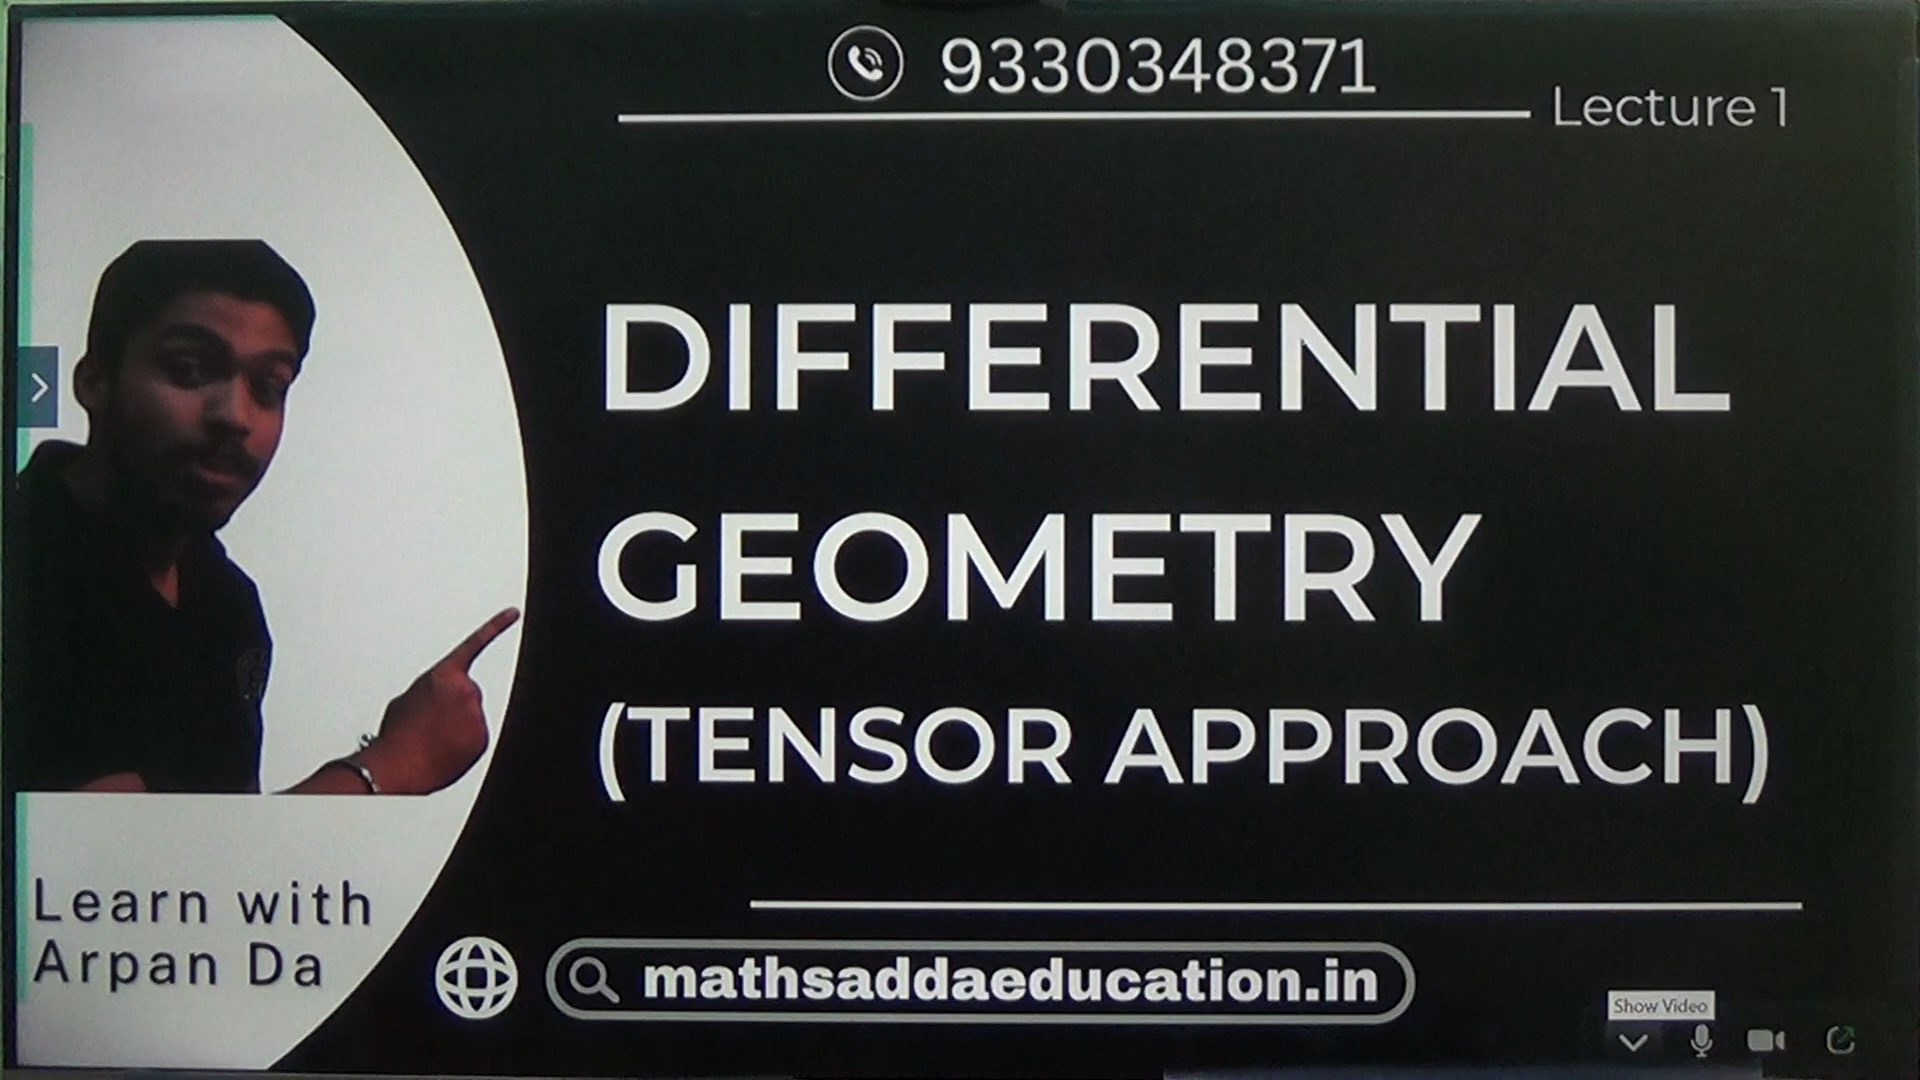 9330348371
Lecture 1
DIFFERENTIAL
GEOMETRY
(TENSOR APPROACH)
Learn with
Arpan Da
mathsaddaeducation.in
Show Video